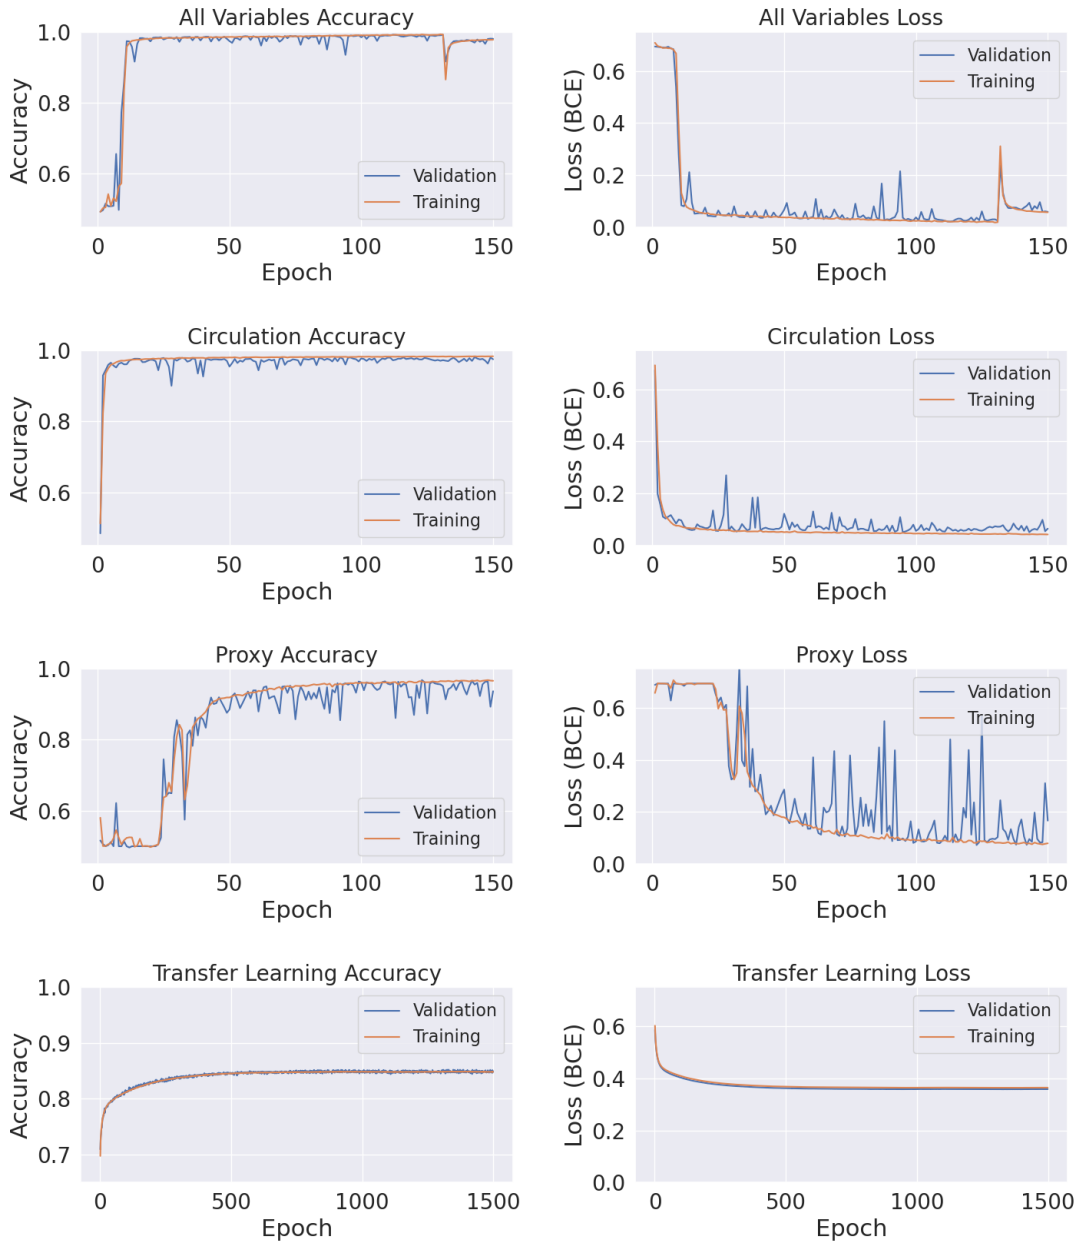 All Variables Accuracy
Accuracy
1.0
0.8
0.6
Validation
Training
0 50 100 150
Epoch
All Variables Loss
Loss (BCE)
0.6
0.4
0.2
0.0
Validation
Training
0 50 100 150
Epoch
Circulation Accuracy
Accuracy
1.0
0.8
0.6
Validation
Training
0 50 100 150
Epoch
Circulation Loss
Loss (BCE)
0.6
0.4
0.2
0.0
Validation
Training
0 50 100 150
Epoch
Proxy Accuracy
Accuracy
1.0
0.8
0.6
Validation
Training
0 50 100 150
Epoch
Proxy Loss
Loss (BCE)
0.6
0.4
0.2
0.0
Validation
Training
0 50 100 150
Epoch
Transfer Learning Accuracy
Accuracy
1.0
0.9
0.8
0.7
Validation
Training
0 500 1000 1500
Epoch
Transfer Learning Loss
Loss (BCE)
0.6
0.4
0.2
0.0
Validation
Training
0 500 1000 1500
Epoch